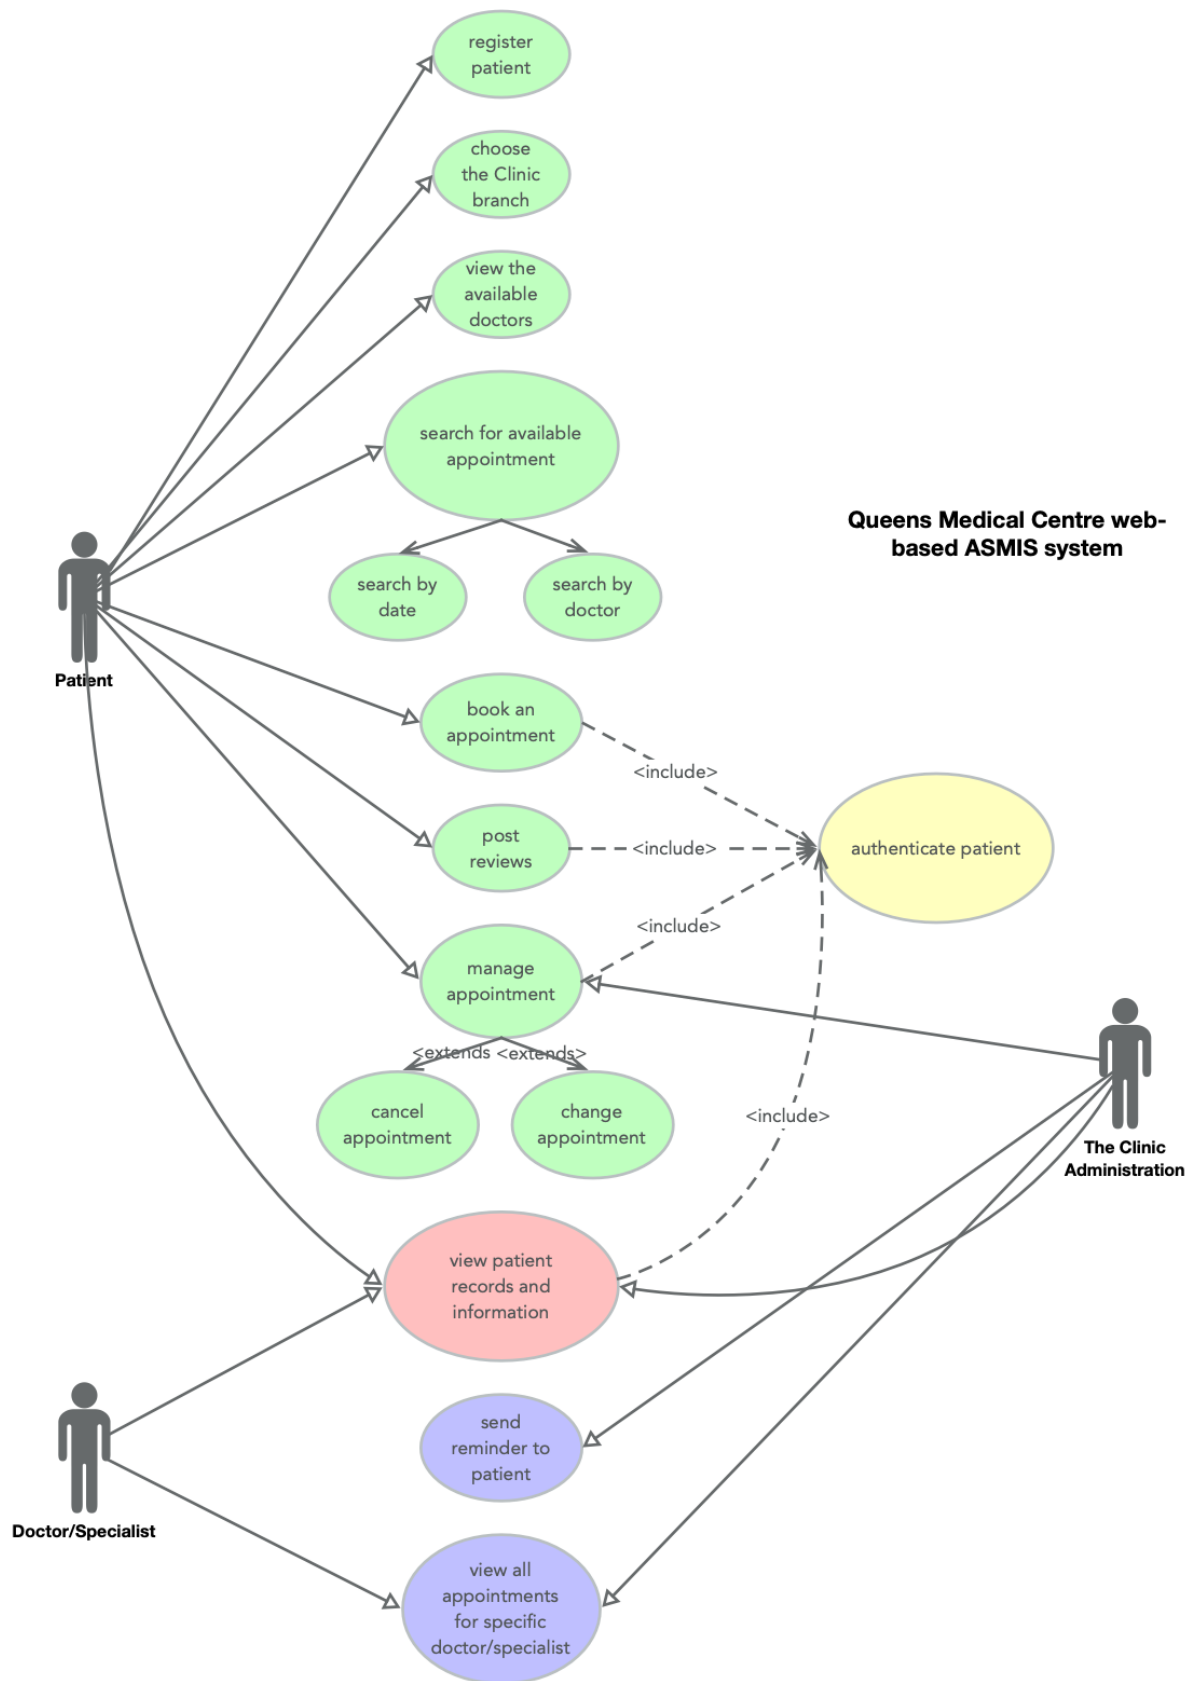 register
patient
choose
the Clinic
branch
view the
available
doctors
search for available
appointment
Queens Medical Centre web-
based ASMIS system
search by
date
search by
doctor
Patient
book an
appointment
<include>
post
reviews
<include>
authenticate patient
<include>
manage
appointment
<extends
<extends>
cancel
appointment
change
appointment
<include>
The Clinic
Administration
view patient
records and
information
send
reminder to
patient
Doctor/Specialist
view all
appointments
for specific
doctor/specialist